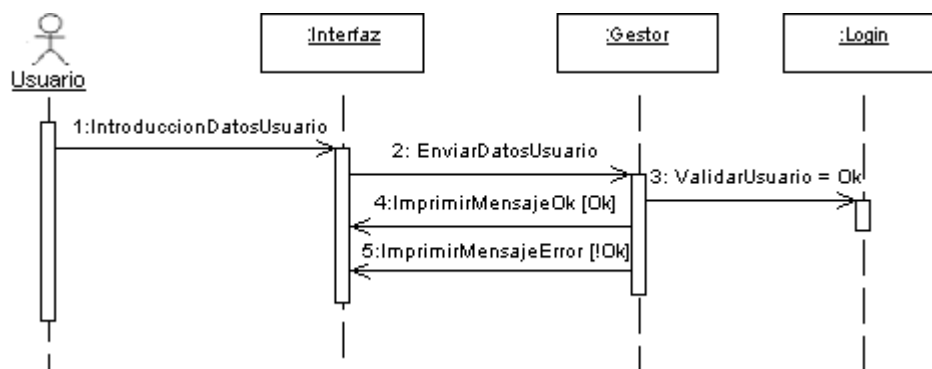 :Interfaz
:Gestor
:Login
Usuario
1:IntroduccionDatosUsuario
2: EnviarDatosUsuario
3: ValidarUsuario = Ok
4:ImprimirMensajeOk [Ok]
5:ImprimirMensajeError [!Ok]